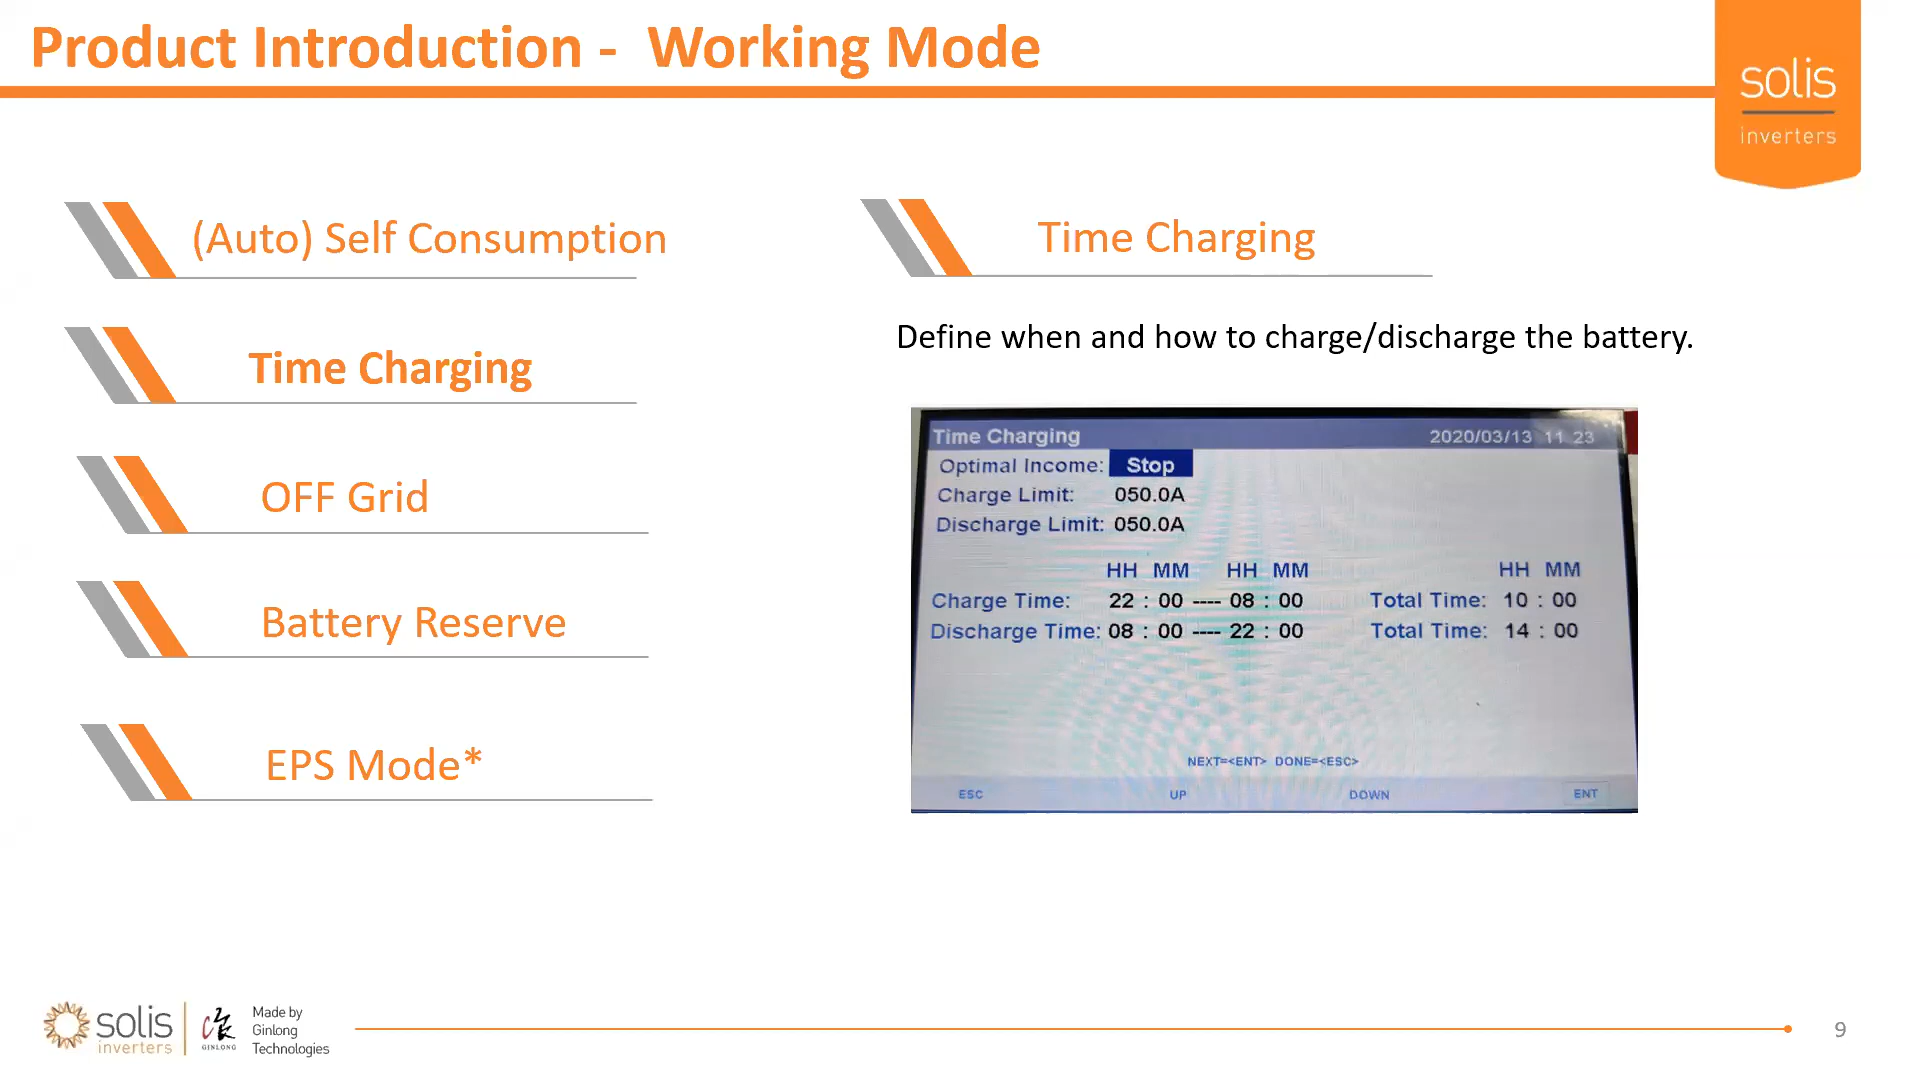 Product Introduction - Working Mode
solis
inverters
(Auto) Self Consumption
Time Charging
OFF Grid
Battery Reserve
EPS Mode*
Time Charging
Define when and how to charge/discharge the battery.
Time Charging 2020/03/13 11 23
Optimal Income: Stop
Charge Limit: 050.0A
Discharge Limit: 050.0A
HH MM HH MM HH MM
Charge Time: 22 : 00 ---- 08 : 00 Total Time: 10 : 00
Discharge Time: 08 : 00 ---- 22 : 00 Total Time: 14 : 00
NEXT=<ENT> DONE=<ESC>
ESC UP DOWN ENT
solis
inverters
GINLONG
Made by
Ginlong
Technologies
9